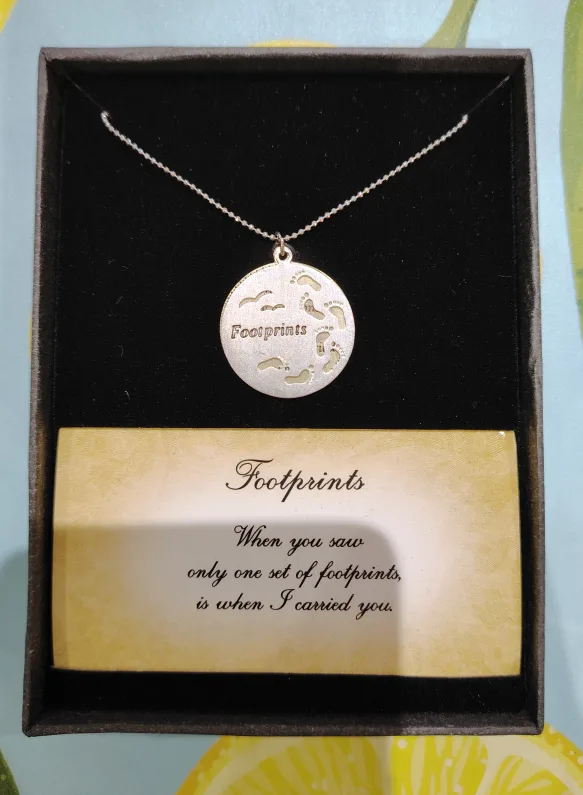 Footprints
Footprints
When you saw
only one set of footprints,
is when I carried you.